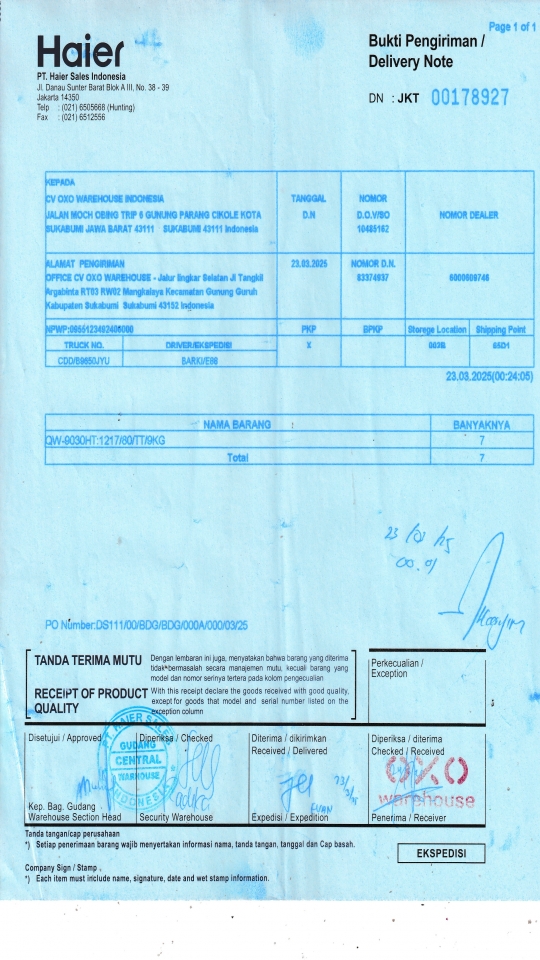 Page 1 of 1
Haier
PT. Haier Sales Indonesia
Jl. Danau Sunter Barat Blok A III, No. 38 - 39
Jakarta 14350
Telp : (021) 6505668 (Hunting)
Fax : (021) 6512556
Bukti Pengiriman /
Delivery Note
DN : JKT 00178927
KEPADA
CV OXO WAREHOUSE INDONESIA
JALAN MOCH OBING TRIP 6 GUNUNG PARANG CIKOLE KOTA
SUKABUMI JAWA BARAT 43111 SUKABUMI 43111 Indonesia
TANGGAL
D.N
NOMOR
D.O.V/SO
10485162
NOMOR DEALER
ALAMAT PENGIRIMAN
OFFICE CV OXO WAREHOUSE - Jalur lingkar Selatan Jl Tangkil
Argabinta RT03 RW02 Mangkalaya Kecamatan Gunung Guruh
Kabupaten Sukabumi Sukabumi 43152 Indonesia
23.03.2025
NOMOR D.N.
83374937
6000609746
NPWP:
PKP BPKP Storege Location Shipping Point
TRUCK NO. DRIVER/EKSPEDISI X
CDD/B9550JYU BARKI/E86
23.03.2025(00:24:05)
NAMA BARANG BANYAKNYA
QW-9030HT:1217/60/TT/9KG 7
Total 7
PO Number:DS111/00/BDG/BDG/000A/000/03/25
TANDA TERIMA MUTU
Dengan lembaran ini juga, menyatakan bahwa barang yang diterima
tidak bermasalah secara manajemen mutu, kecuali barang yang
model dan nomor serinya tertera pada kolom pengecualian
RECEIPT OF PRODUCT
QUALITY
With this receipt declare the goods received with good quality,
except for goods that model and serial number listed on the
exception column
Perkecualian /
Exception
Disetujui / Approved
Diperiksa / Checked
Diterima / dikirimkan
Received / Delivered
Diperiksa / diterima
Checked / Received
PT HAIER SALES
GUDANG
CENTRAL
WAREHOUSE
INDONESIA
OXO
warehouse
Kep. Bag. Gudang
Warehouse Section Head
Security Warehouse
Expedisi / Expedition
Penerima / Receiver
Tanda tangan/cap perusahaan
*) Setiap penerimaan barang wajib menyertakan informasi nama, tanda tangan, tanggal dan Cap basah.
EKSPEDISI
Company Sign / Stamp .
*) Each item must include name, signature, date and wet stamp information.